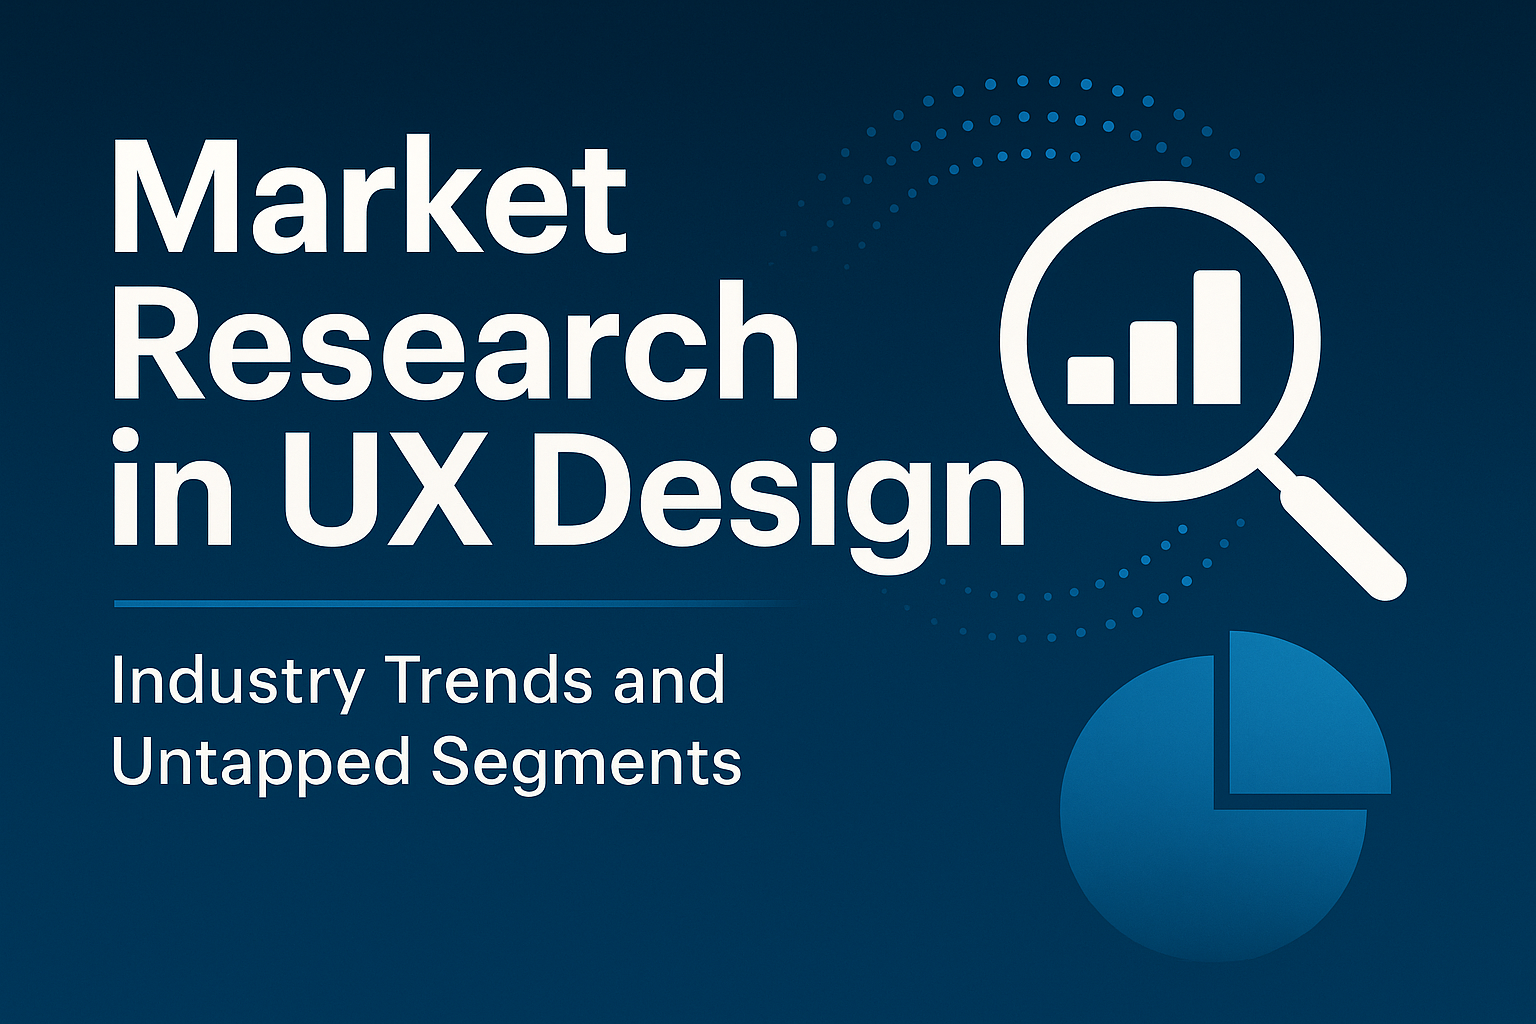 Market
Research
in UX Design
Industry Trends and
Untapped Segments